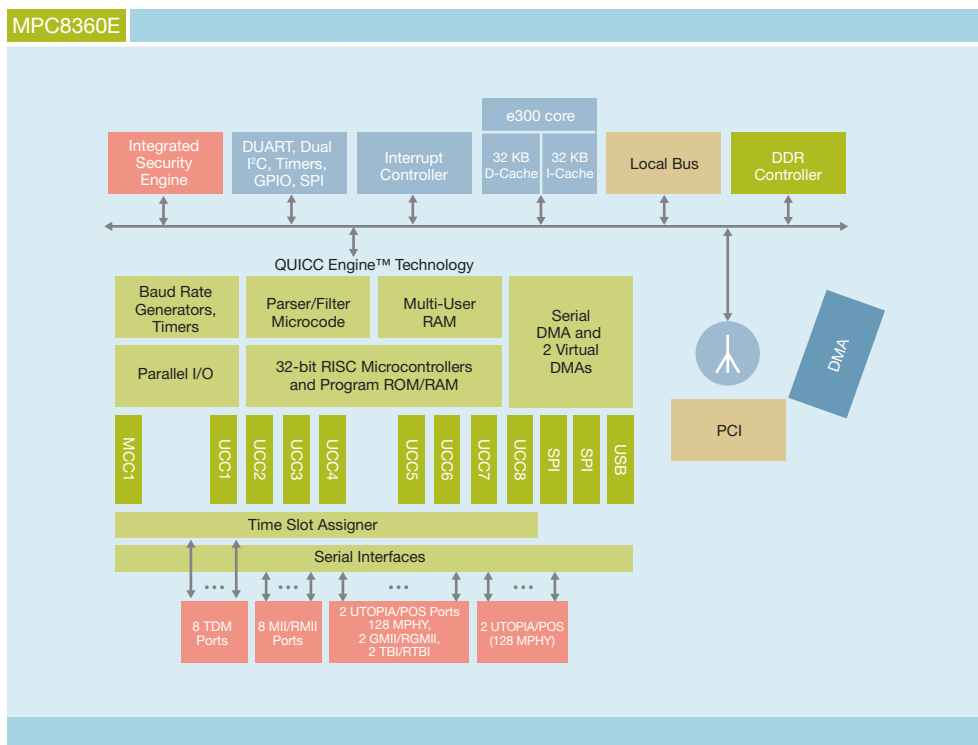 MPC8360E
e300 core
Integrated
Security
Engine
DUART, Dual
I²C, Timers,
GPIO, SPI
Interrupt
Controller
32 KB
D-Cache
32 KB
I-Cache
Local Bus
DDR
Controller
QUICC Engine™ Technology
Baud Rate
Generators,
Timers
Parser/Filter
Microcode
Multi-User
RAM
Serial
DMA and
2 Virtual
DMAs
Parallel I/O
32-bit RISC Microcontrollers
and Program ROM/RAM
DMA
PCI
MCC1
UCC1
UCC2
UCC3
UCC4
UCC5
UCC6
UCC7
UCC8
SPI
SPI
USB
Time Slot Assigner
Serial Interfaces
...
...
...
...
8 TDM
Ports
8 MII/RMII
Ports
2 UTOPIA/POS Ports
128 MPHY,
2 GMII/RGMII,
2 TBI/RTBI
2 UTOPIA/POS
(128 MPHY)